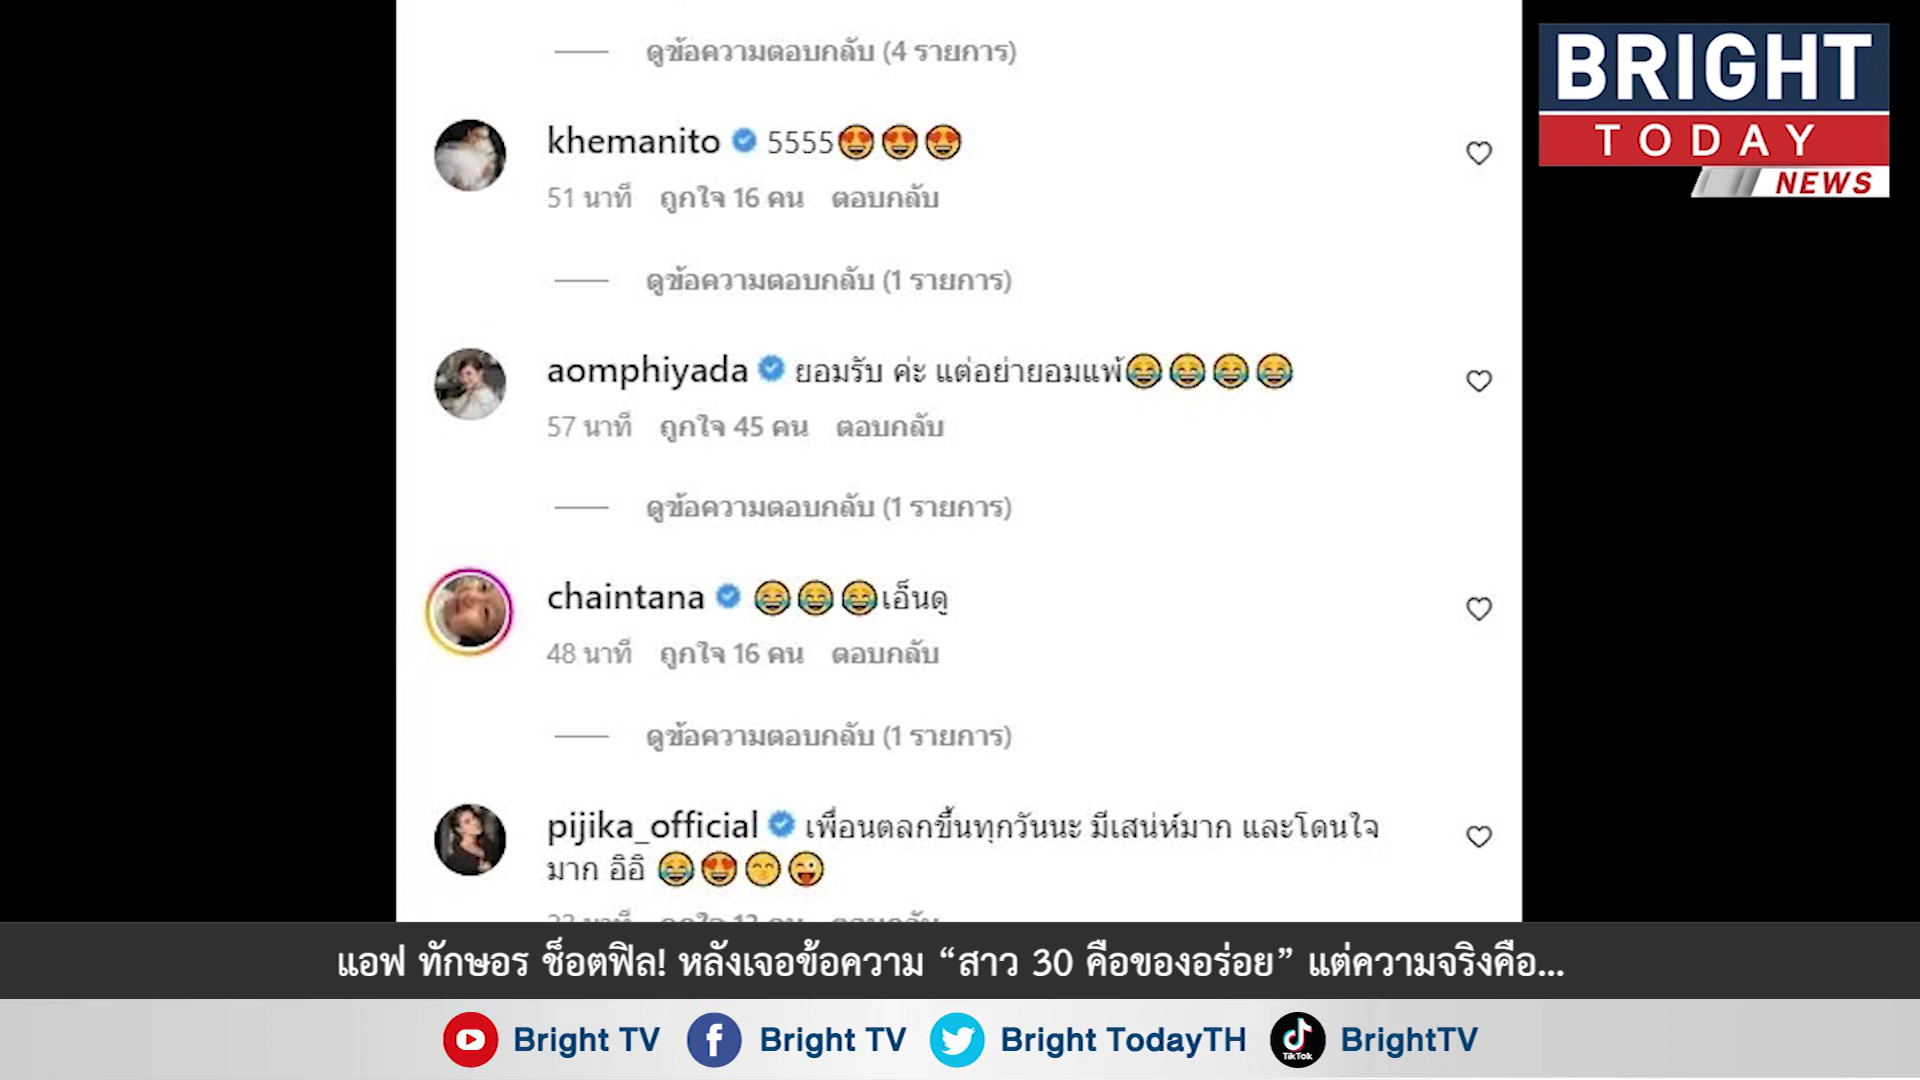 ดูข้อความตอบกลับ (4 รายการ)
BRIGHT
TODAY
NEWS
khemanito 5555😍😍😍
51 นาที ถูกใจ 16 คน ตอบกลับ
ดูข้อความตอบกลับ (1 รายการ)
aomphiyada ยอมรับ ค่ะ แต่อย่ายอมแพ้😂😂😂😂
57 นาที ถูกใจ 45 คน ตอบกลับ
ดูข้อความตอบกลับ (1 รายการ)
chaintana 😂😂😂เอ็นดู
48 นาที ถูกใจ 16 คน ตอบกลับ
ดูข้อความตอบกลับ (1 รายการ)
pijika_official เพื่อนตลกขึ้นทุกวันนะ มีเสน่ห์มาก และโดนใจ
มาก อิอิ 😂😍😙😜
แอฟ ทักษอร ช็อตฟิล! หลังเจอข้อความ “สาว 30 คือของอร่อย” แต่ความจริงคือ...
Bright TV Bright TV Bright TodayTH TikTok BrightTV